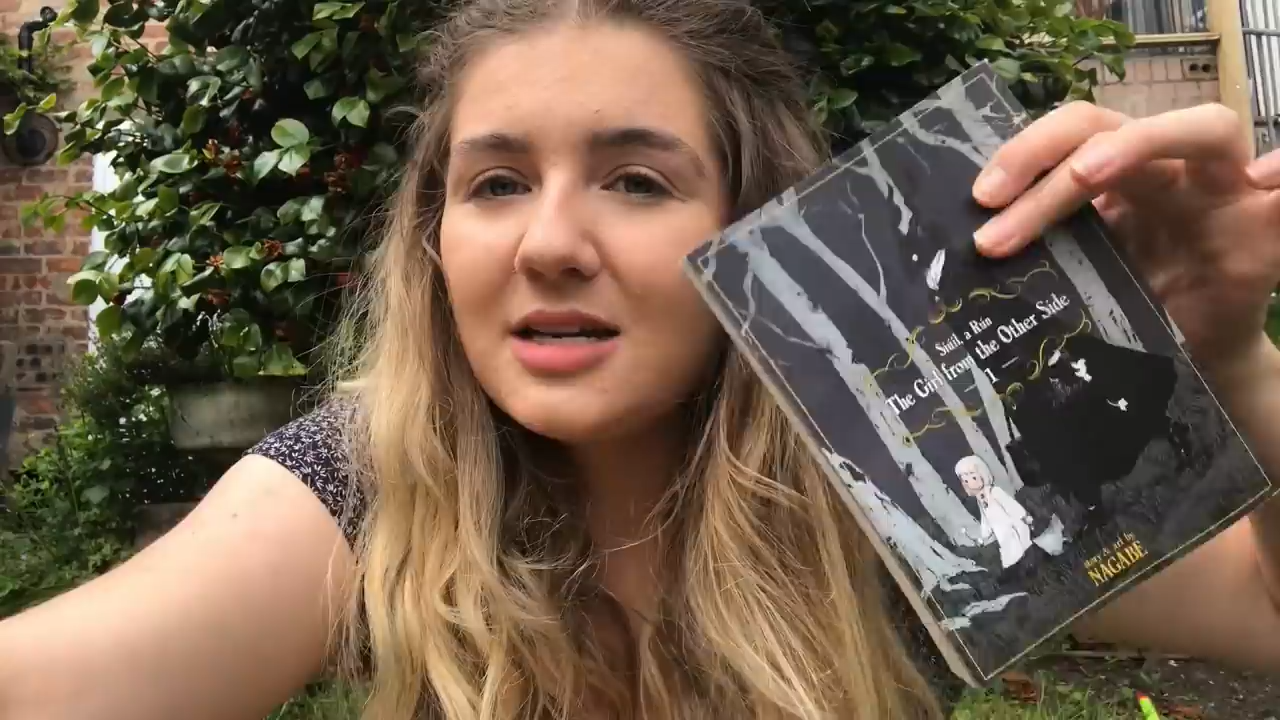 Siúil, a Rún
The Girl from the Other Side
1
story & art by
NAGABE